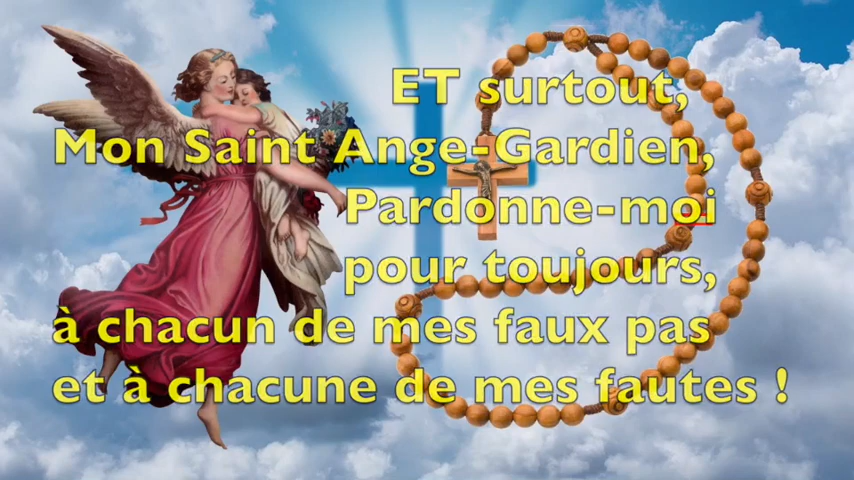 ET surtout,
Mon Saint Ange-Gardien,
Pardonne-moi
pour toujours,
à chacun de mes faux pas
et à chacune de mes fautes !